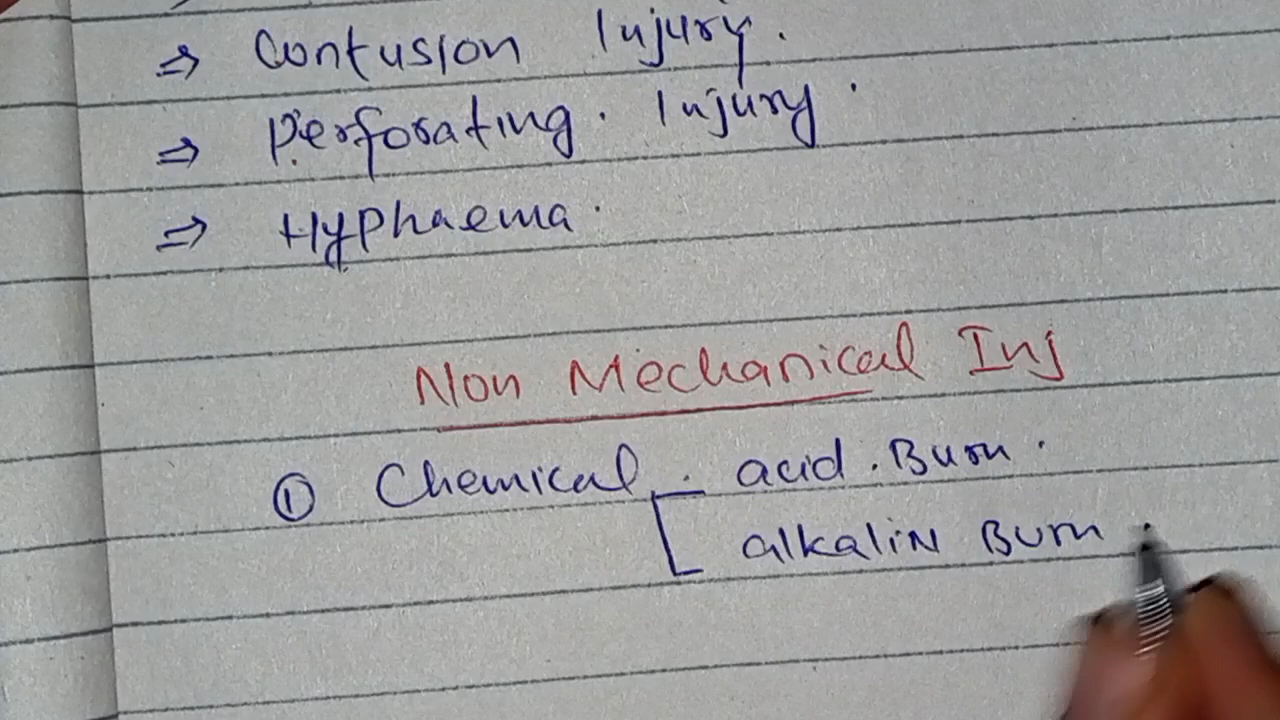 ⇒ Contusion Injury.
⇒ Perforating. Injury.
⇒ Hyphaema.
Non Mechanical Inj
① Chemical. acid. Burn.
alkaliN Burn.